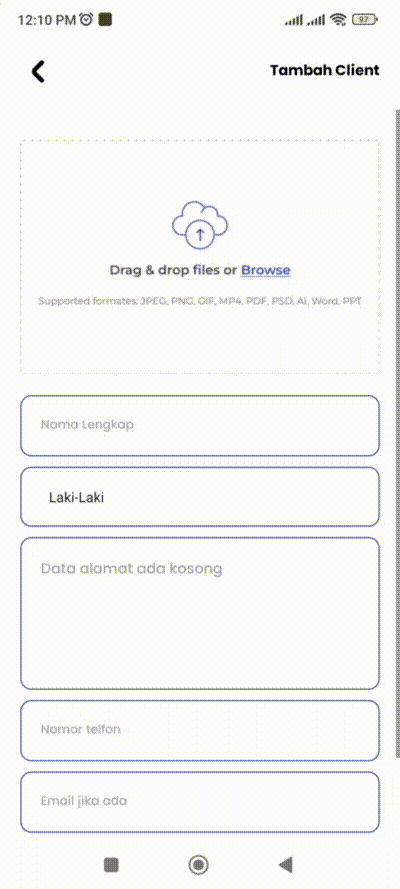 12:10 PM
97
Tambah Client
Drag & drop files or Browse
Supported formates: JPEG, PNG, GIF, MP4, PDF, PSD, AI, Word, PPT
Nama Lengkap
Laki-Laki
Data alamat ada kosong
Nomor telfon
Email jika ada